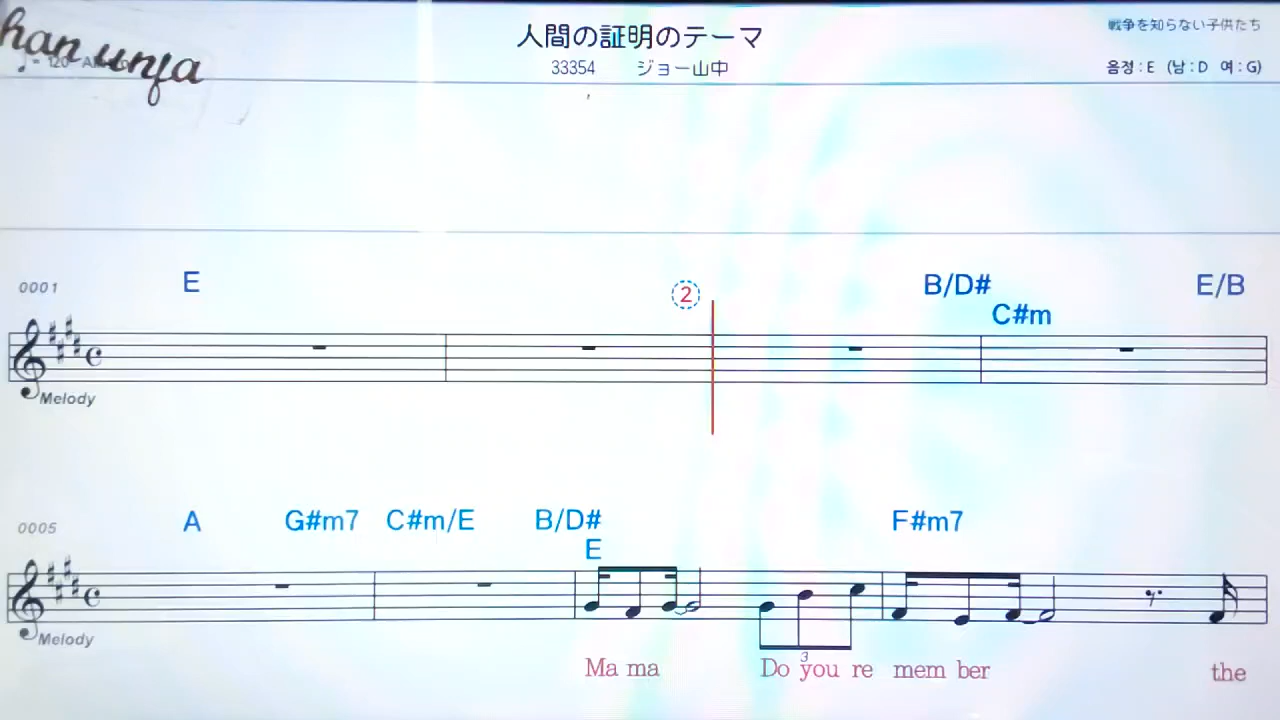 han unja
人間の証明のテーマ
33354 ジョー山中
戦争を知らない子供たち
음정 : E (남 : D 여 : G)
0001 E ② B/D# C#m E/B
Melody
0005 A G#m7 C#m/E B/D# E F#m7
Melody
3
Ma ma Do you re mem ber the